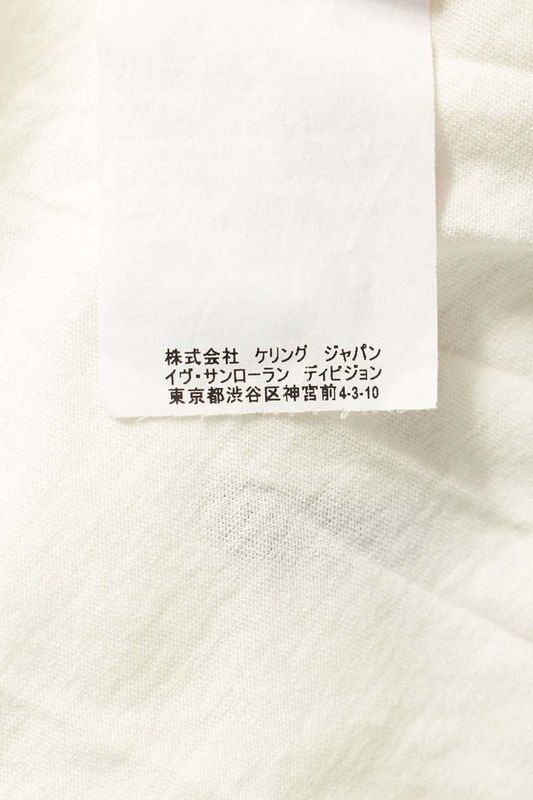 株式会社 ケリング ジャパン
イヴ・サンローラン ディビジョン
東京都渋谷区神宮前4-3-10